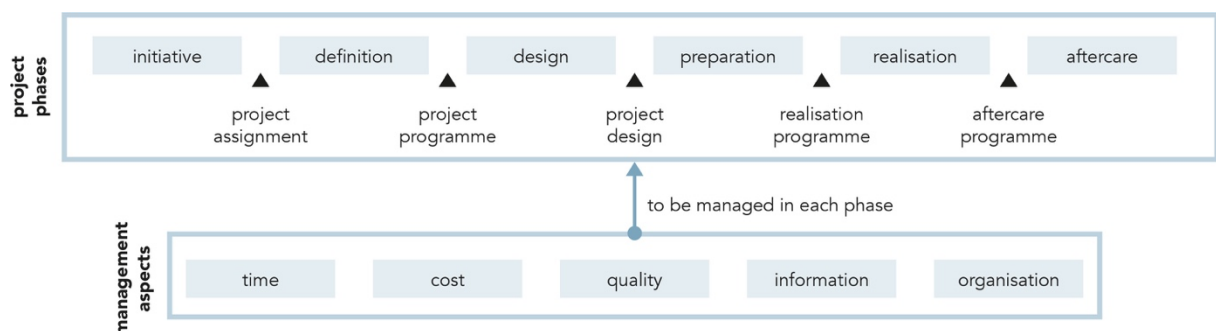 project
phases
initiative
definition
design
preparation
realisation
aftercare
project
assignment
project
programme
project
design
realisation
programme
aftercare
programme
to be managed in each phase
management
aspects
time
cost
quality
information
organisation